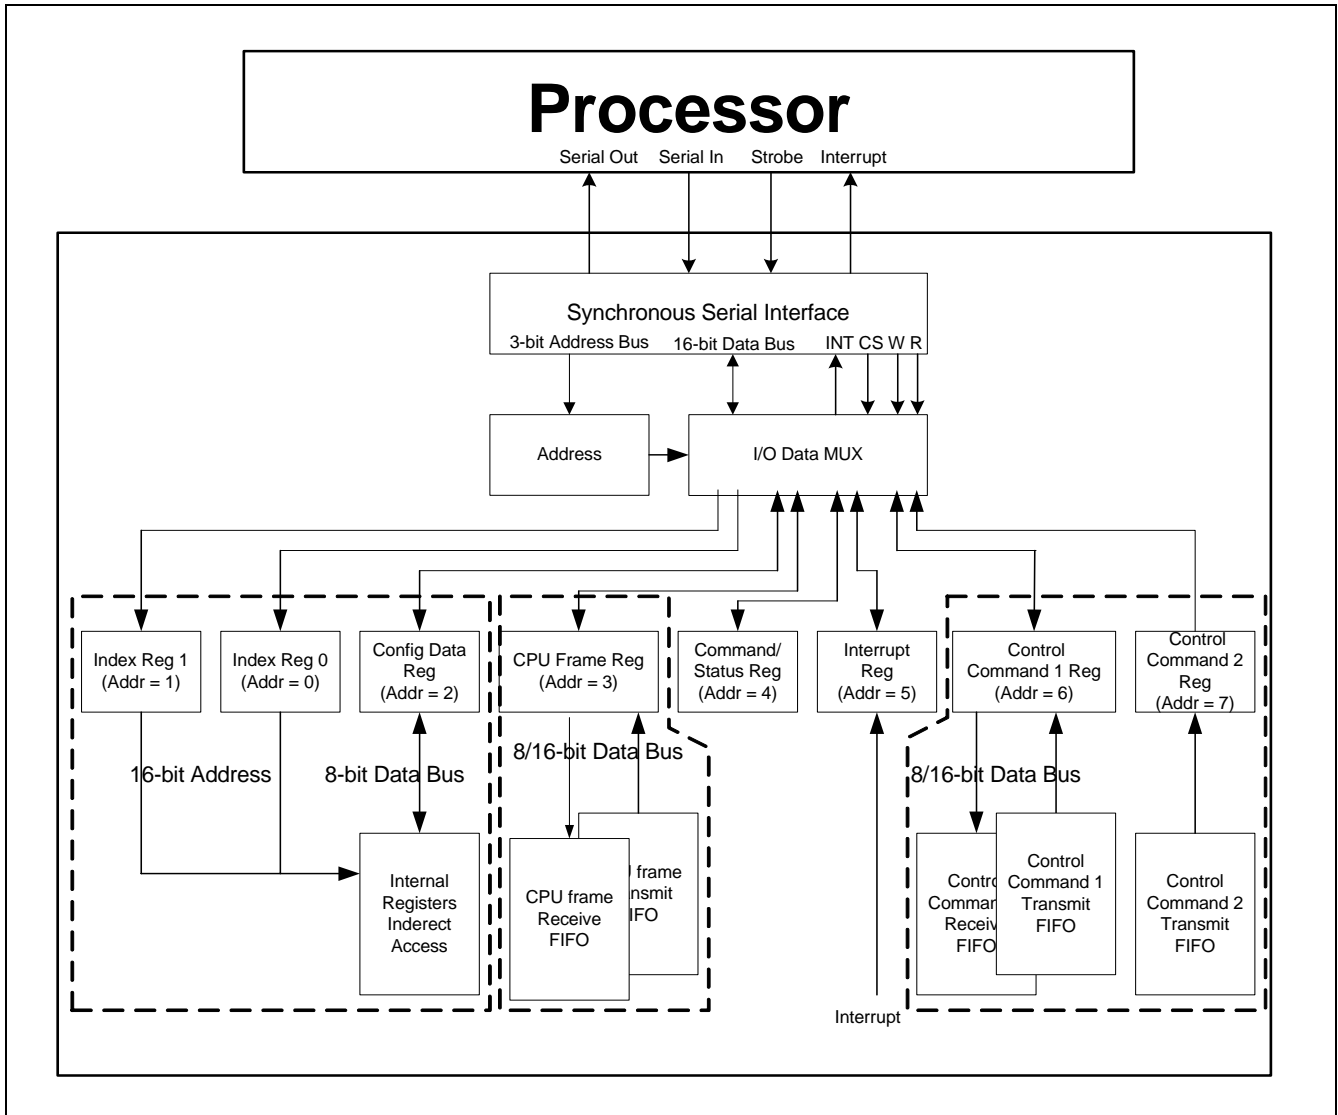 Processor
Serial Out Serial In Strobe Interrupt
Synchronous Serial Interface
3-bit Address Bus 16-bit Data Bus INT CS W R
Address
I/O Data MUX
Index Reg 1
(Addr = 1)
Index Reg 0
(Addr = 0)
Config Data
Reg
(Addr = 2)
CPU Frame Reg
(Addr = 3)
Command/
Status Reg
(Addr = 4)
Interrupt
Reg
(Addr = 5)
Control
Command 1 Reg
(Addr = 6)
Control
Command 2
Reg
(Addr = 7)
16-bit Address
8-bit Data Bus
8/16-bit Data Bus
8/16-bit Data Bus
Internal
Registers
Inderect
Access
CPU frame
Receive
FIFO
frame
Control
Command 1
Transmit
FIFO
FIFO
Control
Command 2
Transmit
FIFO
Interrupt